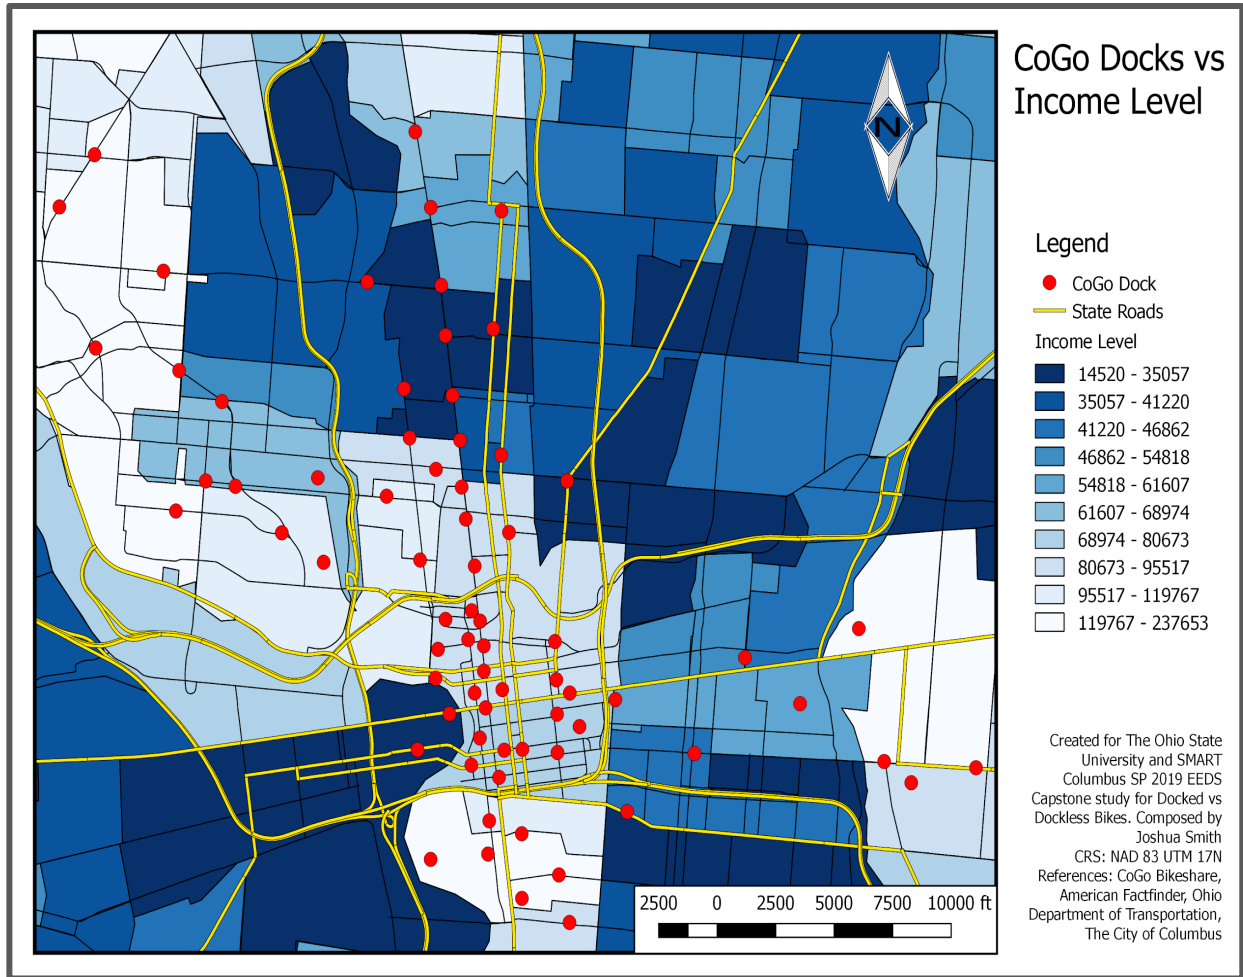 CoGo Docks vs
Income Level
N
Legend
CoGo Dock
State Roads
Income Level
14520 - 35057
35057 - 41220
41220 - 46862
46862 - 54818
54818 - 61607
61607 - 68974
68974 - 80673
80673 - 95517
95517 - 119767
119767 - 237653
Created for The Ohio State
University and SMART
Columbus SP 2019 EEDS
Capstone study for Docked vs
Dockless Bikes. Composed by
Joshua Smith
CRS: NAD 83 UTM 17N
References: CoGo Bikeshare,
American Factfinder, Ohio
Department of Transportation,
The City of Columbus
2500 0 2500 5000 7500 10000 ft